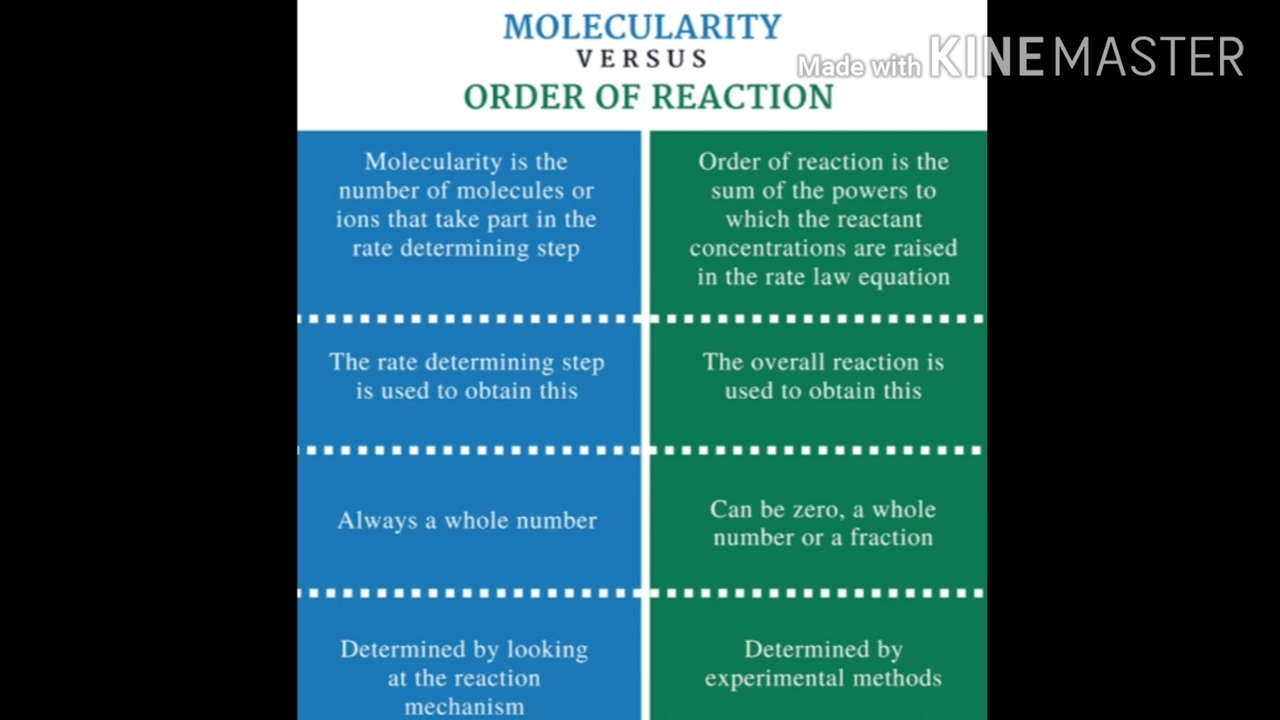 MOLECULARITY
VERSUS
Made with KINEMASTER
ORDER OF REACTION
Molecularity is the
number of molecules or
ions that take part in the
rate determining step
Order of reaction is the
sum of the powers to
which the reactant
concentrations are raised
in the rate law equation
The rate determining step
is used to obtain this
The overall reaction is
used to obtain this
Always a whole number
Can be zero, a whole
number or a fraction
Determined by looking
at the reaction
mechanism
Determined by
experimental methods